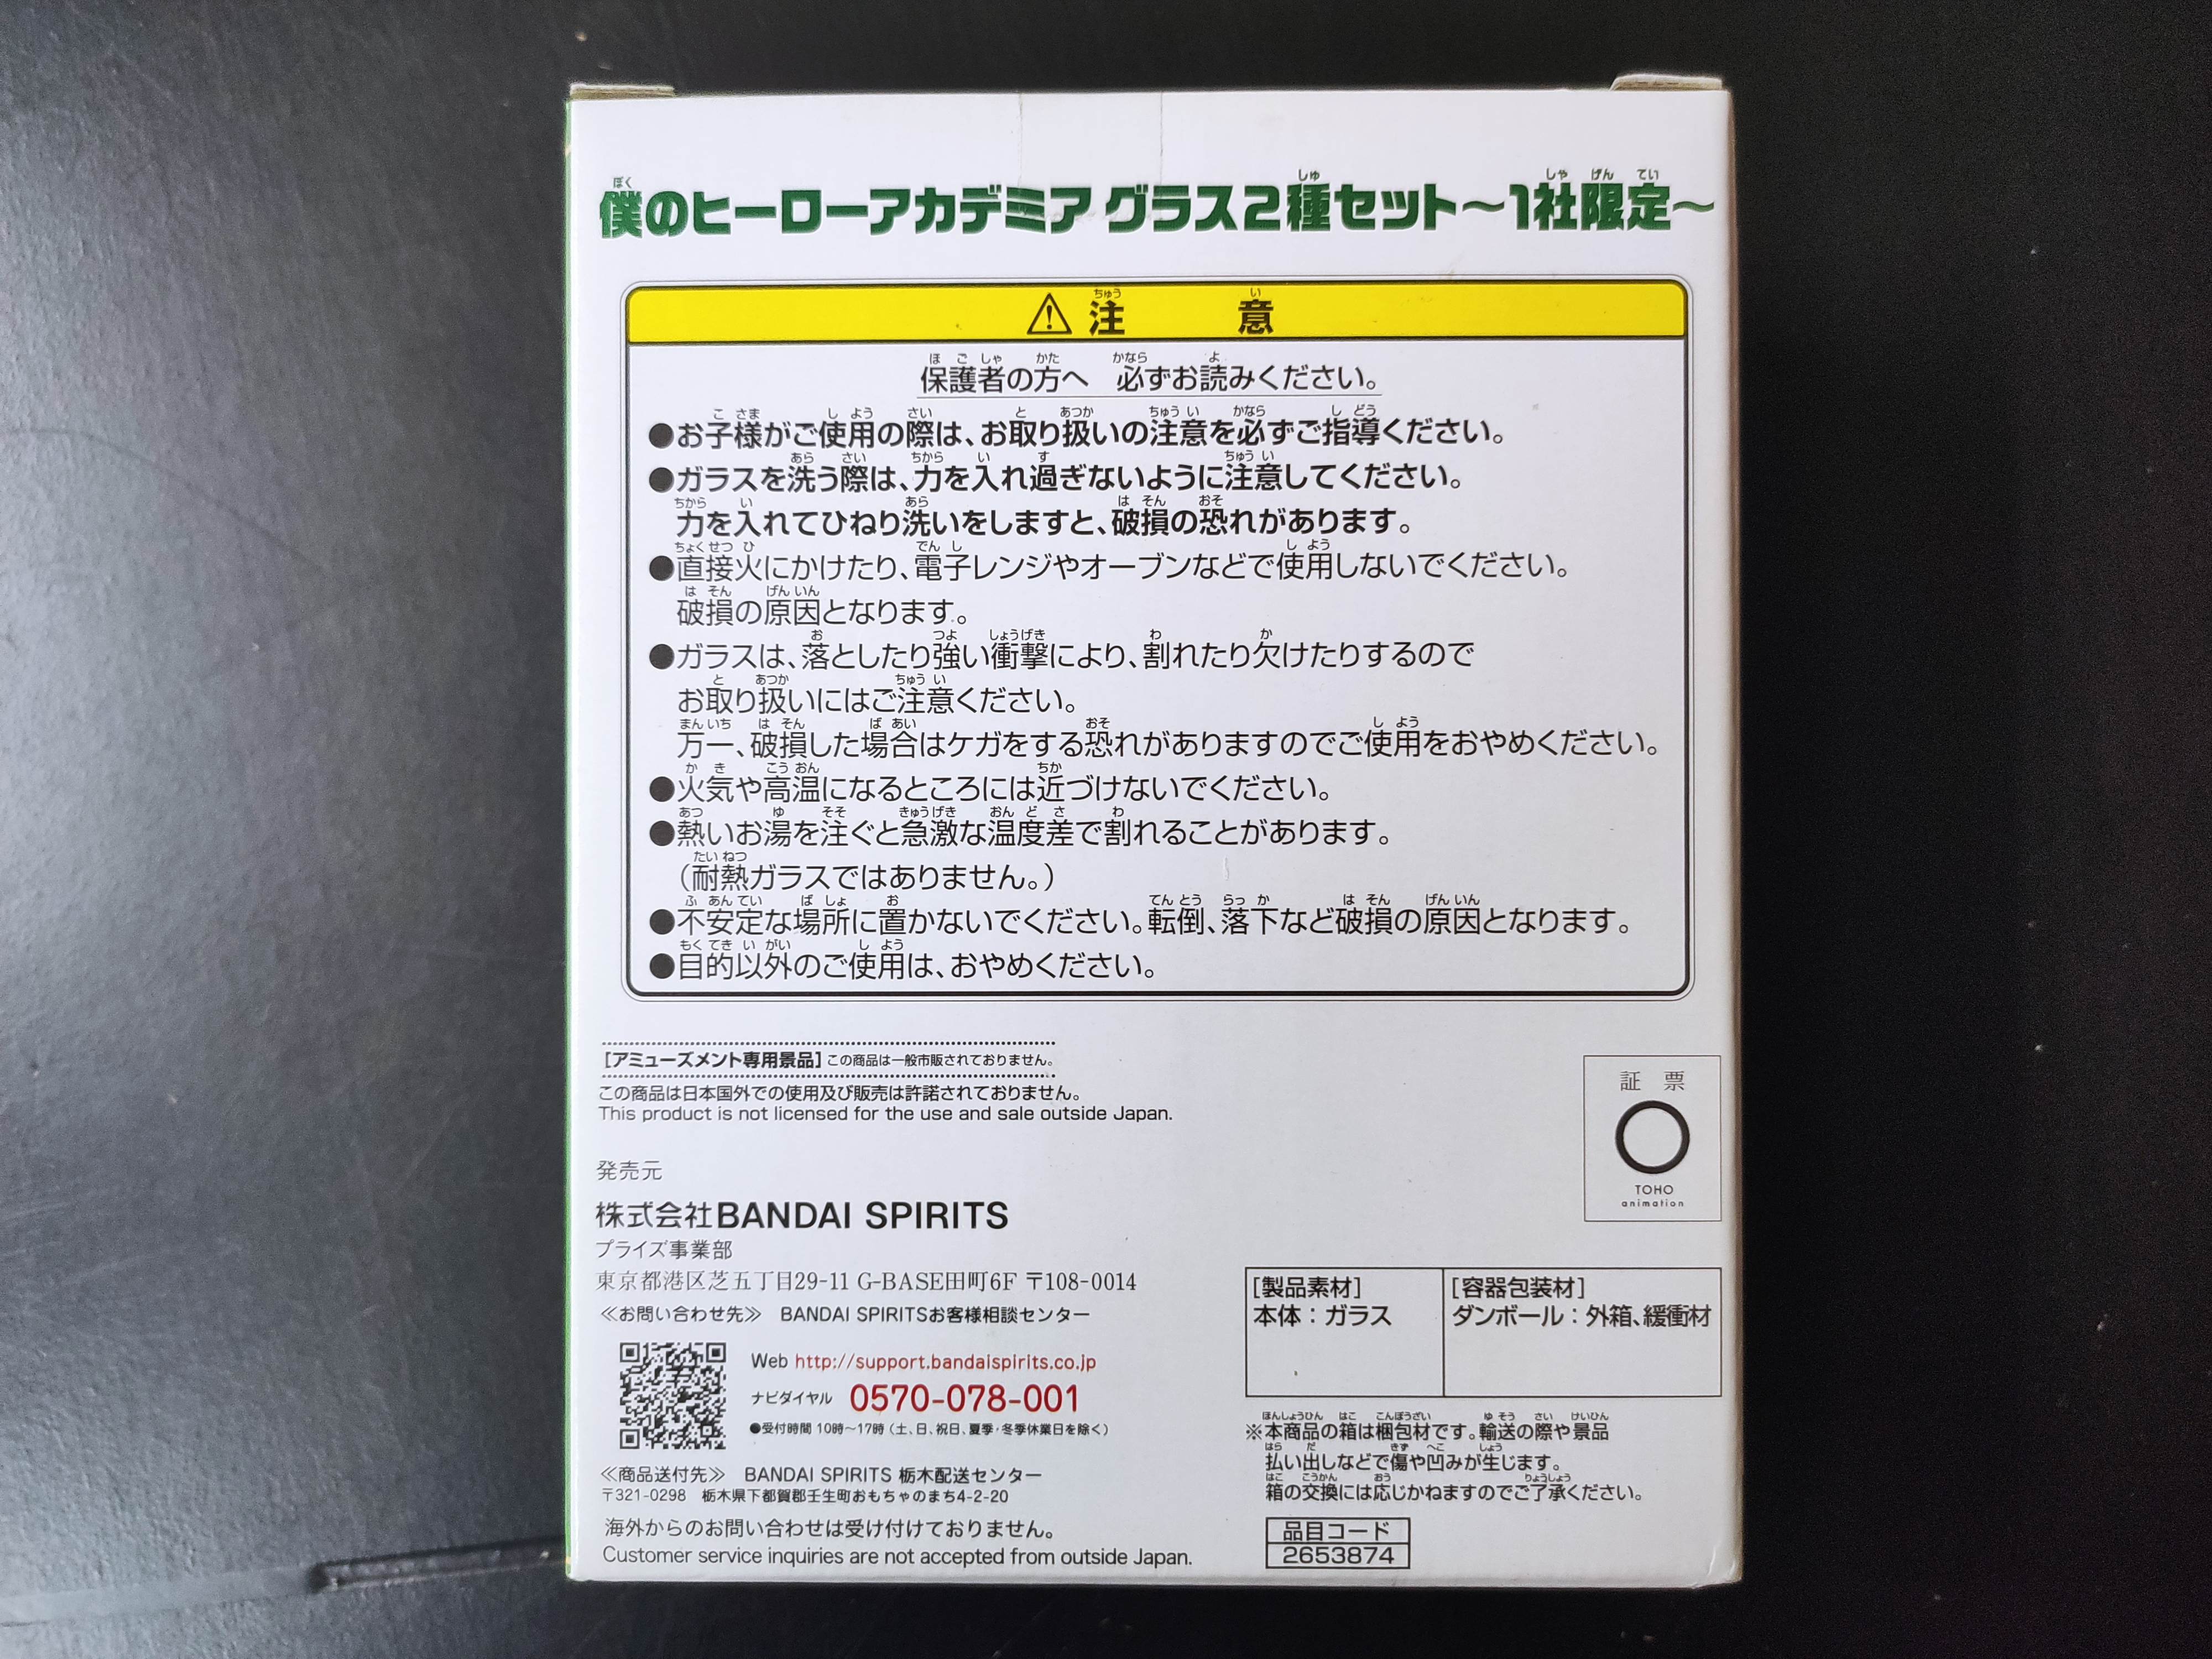 僕のヒーローアカデミア グラス2種セット～1社限定～
⚠注意
保護者の方へ 必ずお読みください。
●お子様がご使用の際は、お取り扱いの注意を必ずご指導ください。
●ガラスを洗う際は、力を入れ過ぎないように注意してください。
力を入れてひねり洗いをしますと、破損の恐れがあります。
●直接火にかけたり、電子レンジやオーブンなどで使用しないでください。
破損の原因となります。
●ガラスは、落としたり強い衝撃により、割れたり欠けたりするので
お取り扱いにはご注意ください。
万一、破損した場合はケガをする恐れがありますのでご使用をおやめください。
●火気や高温になるところには近づけないでください。
●熱いお湯を注ぐと急激な温度差で割れることがあります。
(耐熱ガラスではありません。)
●不安定な場所に置かないでください。転倒、落下など破損の原因となります。
●目的以外のご使用は、おやめください。
[アミューズメント専用景品] この商品は一般市販されておりません。
この商品は日本国外での使用及び販売は許諾されておりません。
This product is not licensed for the use and sale outside Japan.
証 票
TOHO
animation
発売元
株式会社BANDAI SPIRITS
プライズ事業部
東京都港区芝五丁目29-11 G-BASE田町6F 〒108-0014
≪お問い合わせ先≫ BANDAI SPIRITSお客様相談センター
Web http://support.bandaispirits.co.jp
ナビダイヤル 0570-078-001
●受付時間 10時～17時 (土、日、祝日、夏季・冬季休業日を除く)
≪商品送付先≫ BANDAI SPIRITS 栃木配送センター
〒321-0298 栃木県下都賀郡壬生町おもちゃのまち4-2-20
海外からのお問い合わせは受け付けておりません。
Customer service inquiries are not accepted from outside Japan.
[製品素材]
本体：ガラス
[容器包装材]
ダンボール：外箱、緩衝材
※本商品の箱は梱包材です。輸送の際や景品
払い出しなどで傷や凹みが生じます。
箱の交換には応じかねますのでご了承ください。
品目コード
2653874